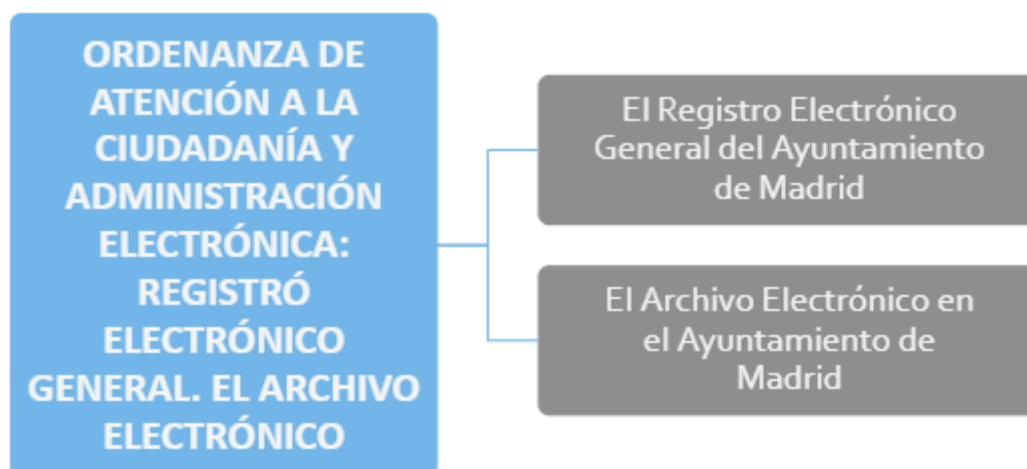 ORDENANZA DE
ATENCIÓN A LA
CIUDADANÍA Y
ADMINISTRACIÓN
ELECTRÓNICA:
REGISTRÓ
ELECTRÓNICO
GENERAL. EL ARCHIVO
ELECTRÓNICO
El Registro Electrónico
General del Ayuntamiento
de Madrid
El Archivo Electrónico en
el Ayuntamiento de
Madrid